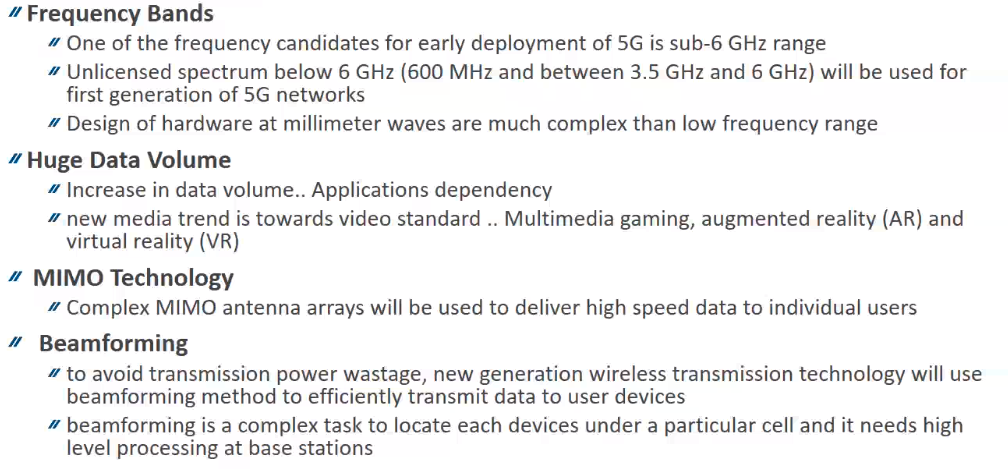 Frequency Bands
One of the frequency candidates for early deployment of 5G is sub-6 GHz range
Unlicensed spectrum below 6 GHz (600 MHz and between 3.5 GHz and 6 GHz) will be used for
first generation of 5G networks
Design of hardware at millimeter waves are much complex than low frequency range
Huge Data Volume
Increase in data volume.. Applications dependency
new media trend is towards video standard .. Multimedia gaming, augmented reality (AR) and
virtual reality (VR)
MIMO Technology
Complex MIMO antenna arrays will be used to deliver high speed data to individual users
Beamforming
to avoid transmission power wastage, new generation wireless transmission technology will use
beamforming method to efficiently transmit data to user devices
beamforming is a complex task to locate each devices under a particular cell and it needs high
level processing at base stations